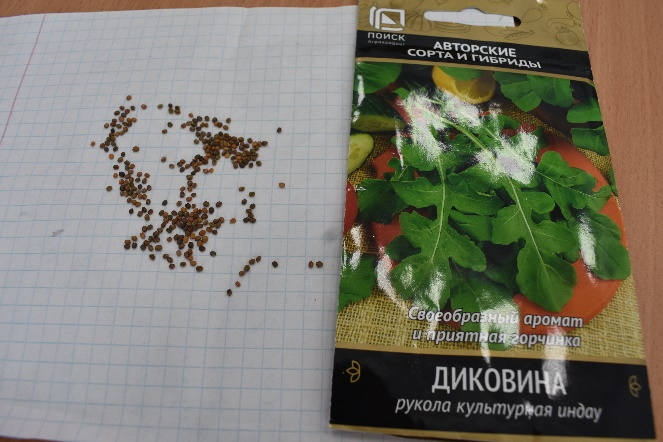 ПОИСК
агрохолдинг
АВТОРСКИЕ
СОРТА И ГИБРИДЫ
Своеобразный аромат
и приятная горчинка
ДИКОВИНА
рукола культурная индау